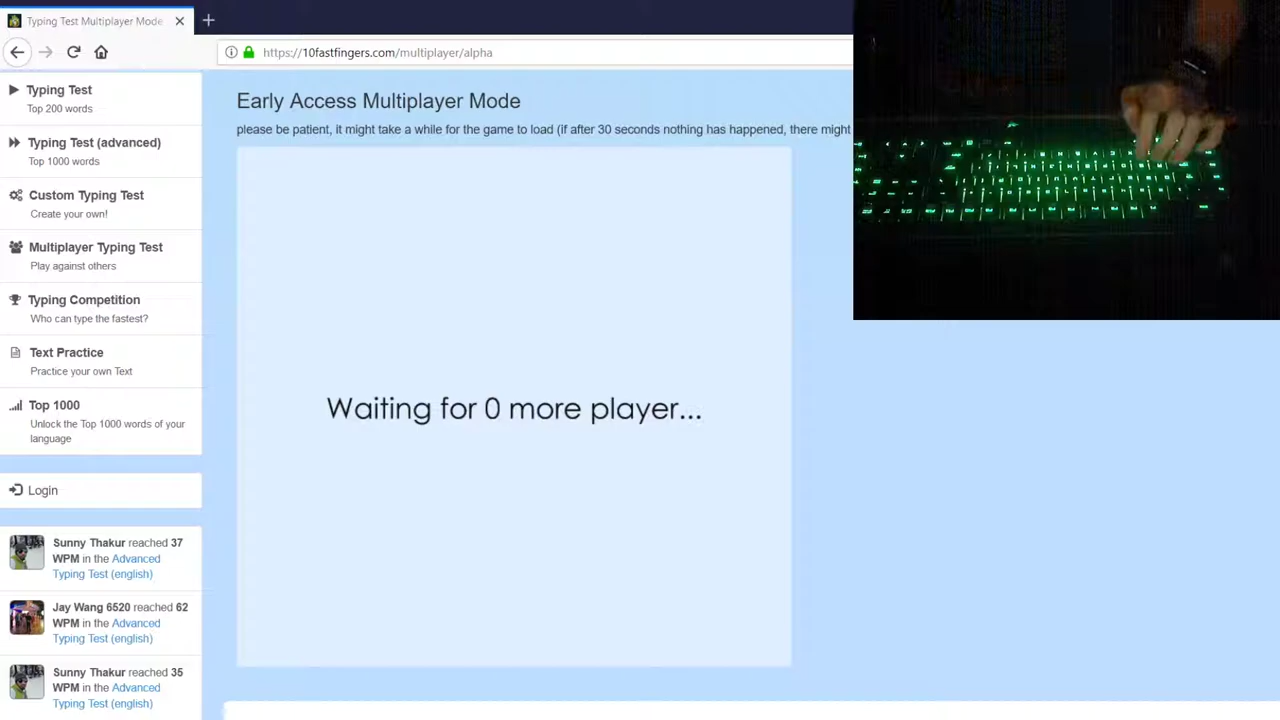 Typing Test Multiplayer Mode
https://10fastfingers.com/multiplayer/alpha
Typing Test
Top 200 words
Typing Test (advanced)
Top 1000 words
Custom Typing Test
Create your own!
Multiplayer Typing Test
Play against others
Typing Competition
Who can type the fastest?
Text Practice
Practice your own Text
Top 1000
Unlock the Top 1000 words of your
language
Login
Sunny Thakur reached 37
WPM in the Advanced
Typing Test (english)
Jay Wang 6520 reached 62
WPM in the Advanced
Typing Test (english)
Sunny Thakur reached 35
WPM in the Advanced
Typing Test (english)
Early Access Multiplayer Mode
please be patient, it might take a while for the game to load (if after 30 seconds nothing has happened, there might
Waiting for 0 more player...